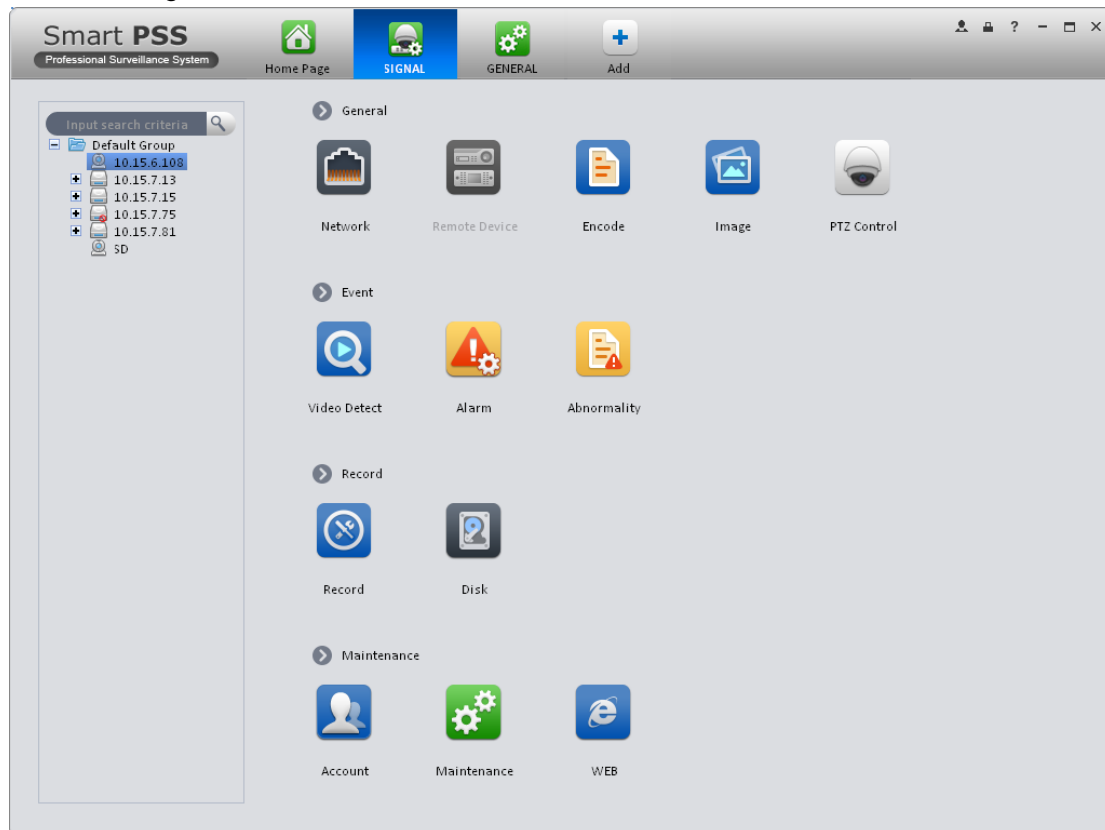 Smart PSS
Professional Surveillance System
Home Page
SIGNAL
GENERAL
Add
?
Input search criteria
Default Group
10.15.6.108
10.15.7.13
10.15.7.15
10.15.7.75
10.15.7.81
SD
General
Network
Remote Device
Encode
Image
PTZ Control
Event
Video Detect
Alarm
Abnormality
Record
Record
Disk
Maintenance
Account
Maintenance
WEB